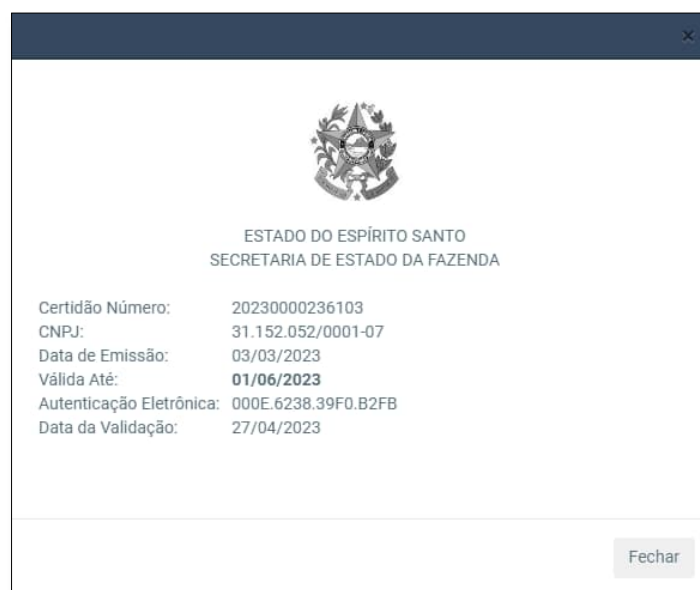 ×
ESTADO DO ESPÍRITO SANTO
SECRETARIA DE ESTADO DA FAZENDA
Certidão Número: 20230000236103
CNPJ: 31.152.052/0001-07
Data de Emissão: 03/03/2023
Válida Até: 01/06/2023
Autenticação Eletrônica: 000E.6238.39F0.B2FB
Data da Validação: 27/04/2023
Fechar